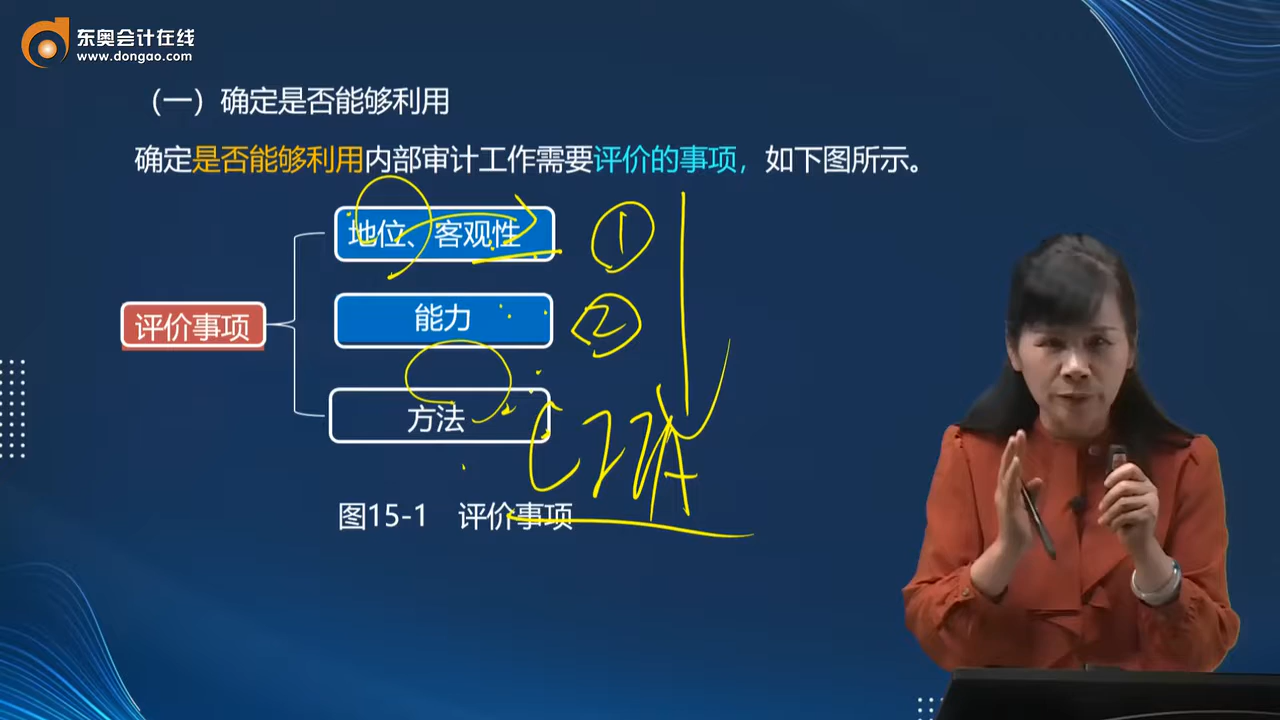 东奥会计在线
www.dongao.com
（一）确定是否能够利用
确定是否能够利用内部审计工作需要评价的事项，如下图所示。
地位、客观性
①
评价事项
能力
②
方法
图15-1 评价事项